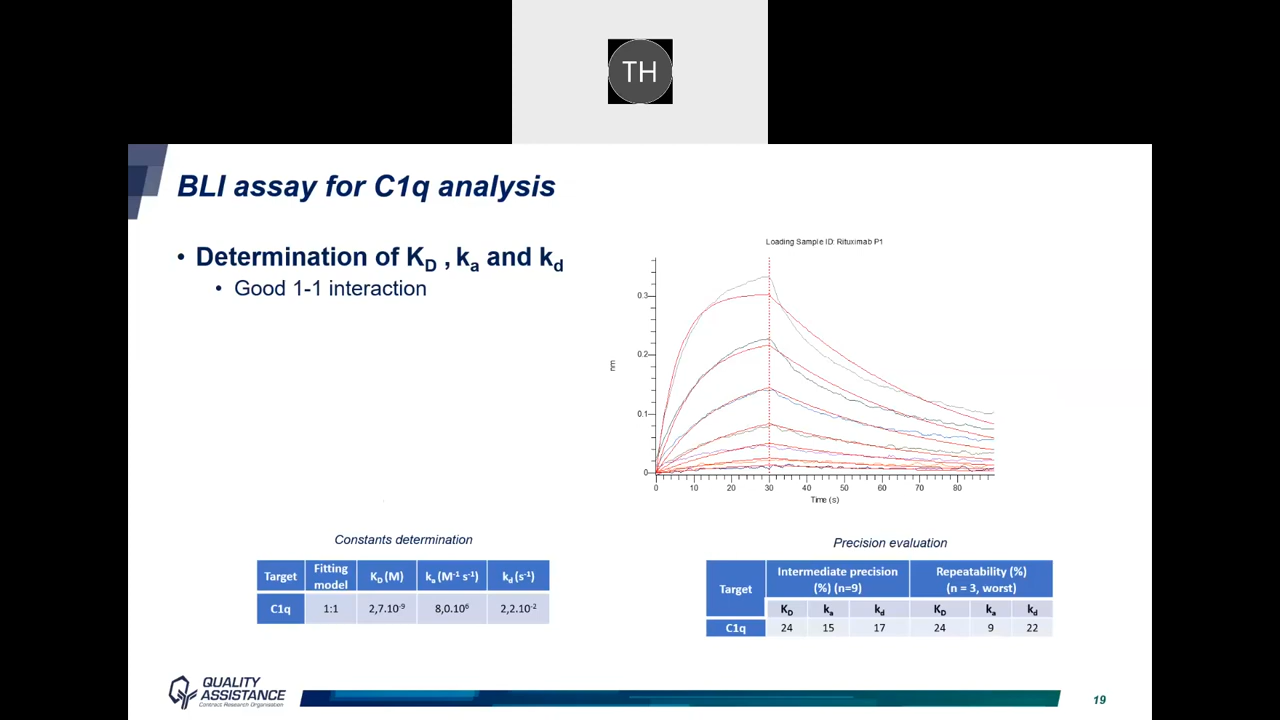 TH
BLI assay for C1q analysis
• Determination of K_D , k_a and k_d
• Good 1-1 interaction
Loading Sample ID: Rituximab P1
nm
0.3
0.2
0.1
0
0 10 20 30 40 50 60 70 80
Time (s)
Constants determination
Target Fitting model K_D (M) k_a (M⁻¹ s⁻¹) k_d (s⁻¹)
C1q 1:1 2,7.10⁻⁹ 8,0.10⁶ 2,2.10⁻²
Precision evaluation
Target Intermediate precision (%) (n=9) Repeatability (%) (n = 3, worst)
K_D k_a k_d K_D k_a k_d
C1q 24 15 17 24 9 22
QUALITY
ASSISTANCE
Contract Research Organisation
19